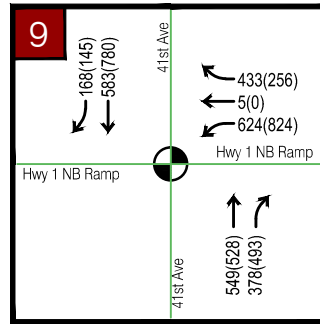 9
168(145)
583(780)
41st Ave
433(256)
5(0)
624(824)
Hwy 1 NB Ramp
Hwy 1 NB Ramp
41st Ave
549(528)
378(493)